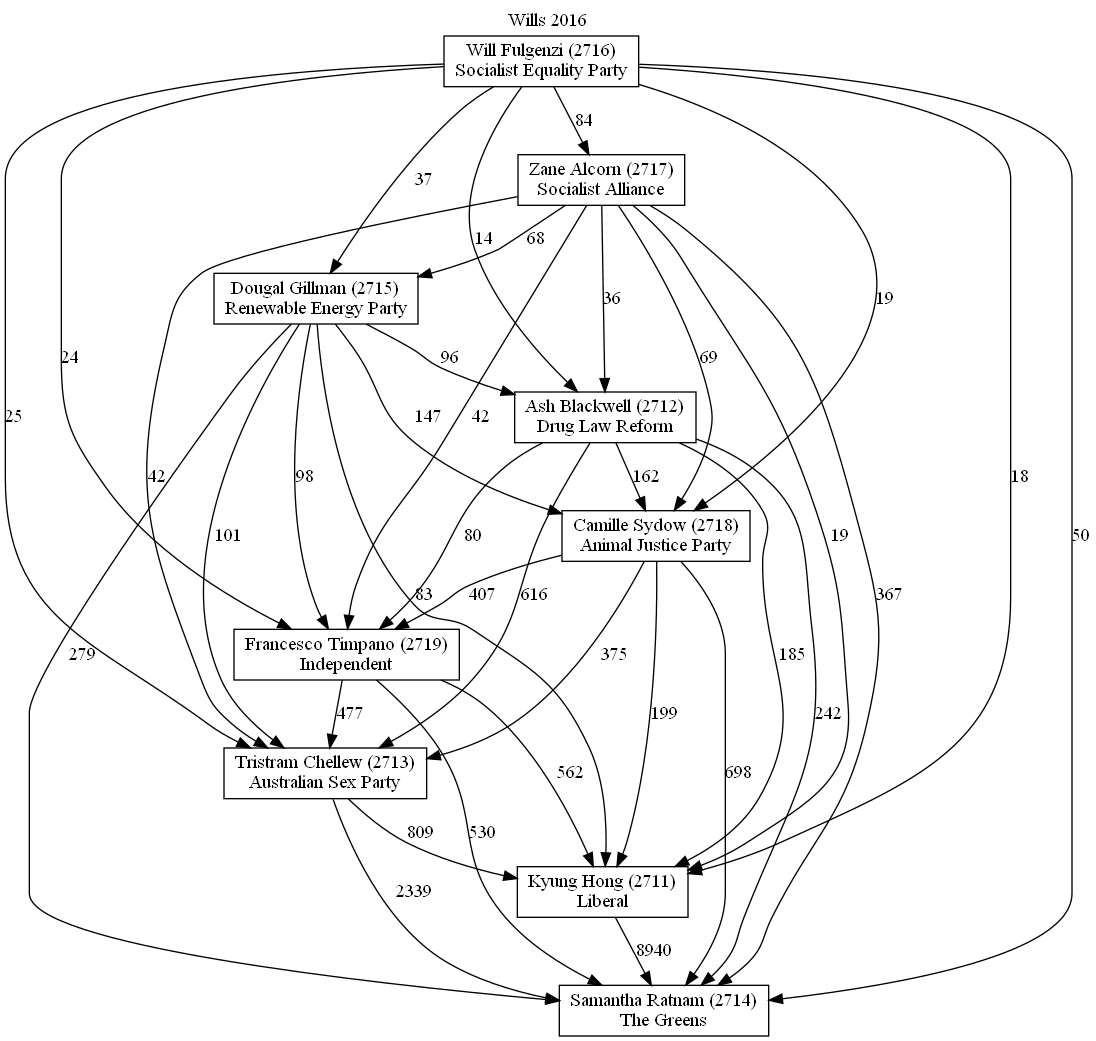 Wills 2016
Will Fulgenzi (2716)
Socialist Equality Party
84
Zane Alcorn (2717)
Socialist Alliance
37
14
68
Dougal Gillman (2715)
Renewable Energy Party
36
19
24
96
69
Ash Blackwell (2712)
Drug Law Reform
25
147
42
42
98
162
18
Camille Sydow (2718)
Animal Justice Party
101
80
19
50
83
407
616
367
Francesco Timpano (2719)
Independent
279
375
185
477
199
242
Tristram Chellew (2713)
Australian Sex Party
562
698
809
530
Kyung Hong (2711)
Liberal
2339
8940
Samantha Ratnam (2714)
The Greens